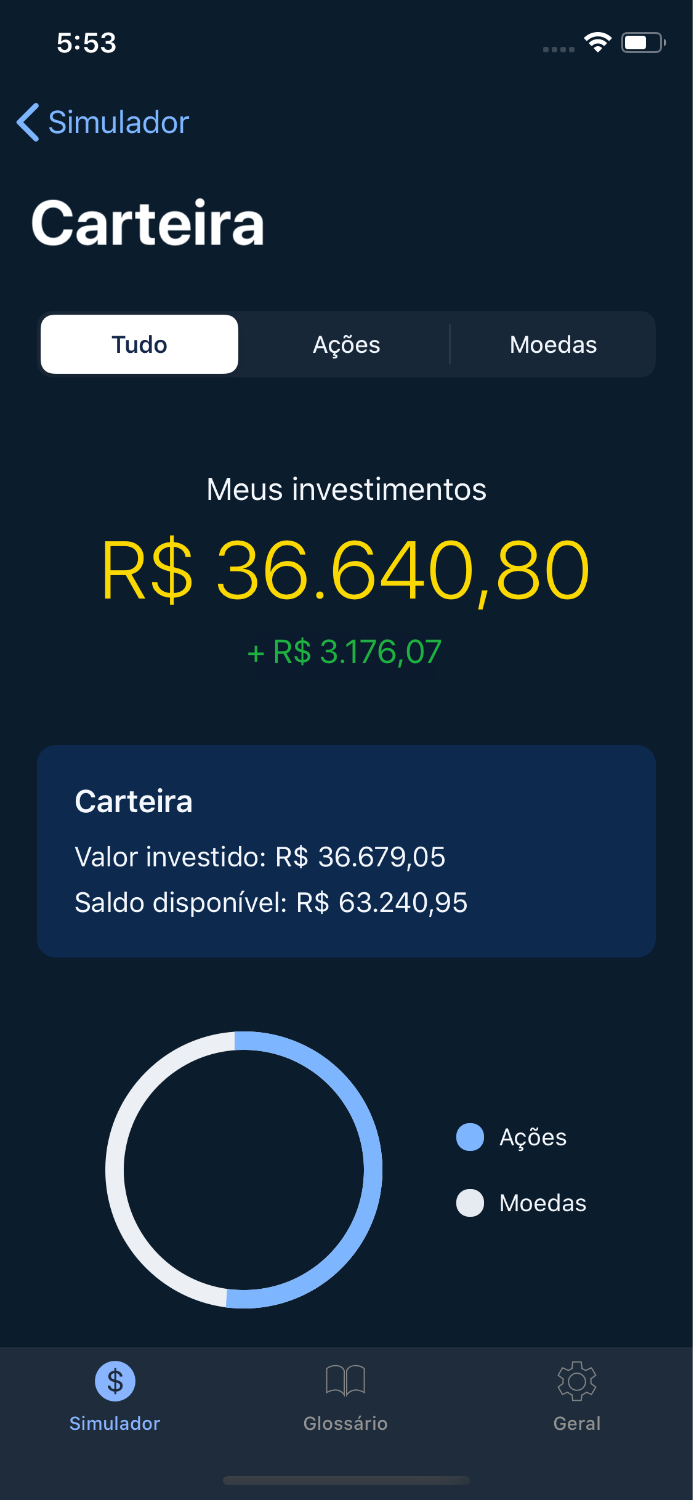 5:53
Simulador
Carteira
Tudo
Ações
Moedas
Meus investimentos
R$ 36.640,80
+ R$ 3.176,07
Carteira
Valor investido: R$ 36.679,05
Saldo disponível: R$ 63.240,95
Ações
Moedas
$
Simulador
Glossário
Geral